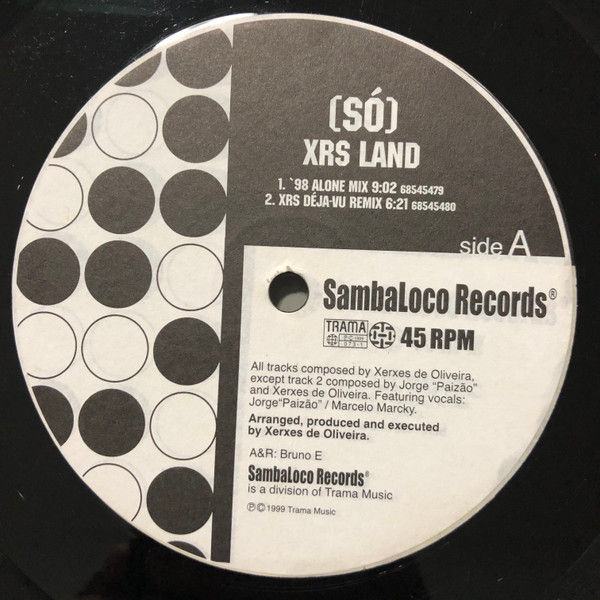 (SÓ)
XRS LAND
1. `98 ALONE MIX 9:02 68545479
2. XRS DÉJA-VU REMIX 6:21 68545480
side A
SambaLoco Records®
TRAMA
45 RPM
All tracks composed by Xerxes de Oliveira,
except track 2 composed by Jorge "Paizão"
and Xerxes de Oliveira. Featuring vocals:
Jorge"Paizão" / Marcelo Marcky.
Arranged, produced and executed
by Xerxes de Oliveira.
A&R: Bruno E
SambaLoco Records®
is a division of Trama Music
℗©1999 Trama Music